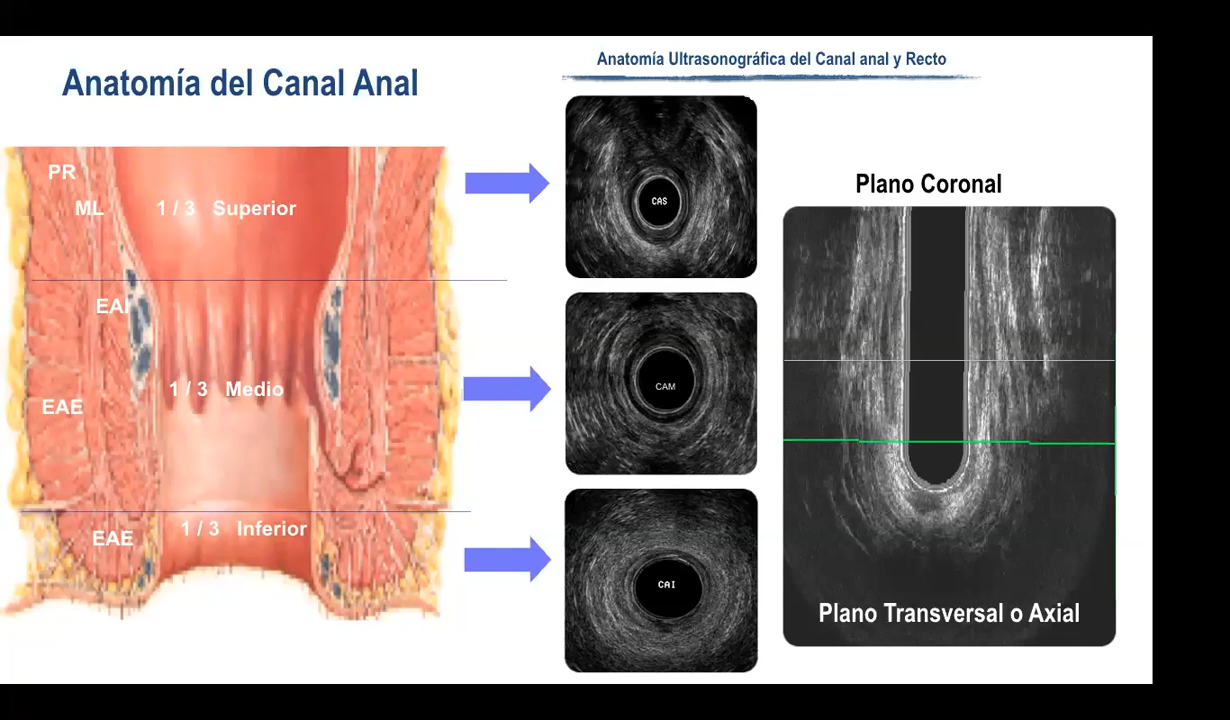 Anatomía del Canal Anal
PR
ML
1 / 3 Superior
EAI
1 / 3 Medio
EAE
1 / 3 Inferior
EAE
Anatomía Ultrasonográfica del Canal anal y Recto
CAS
CAM
CAI
Plano Coronal
Plano Transversal o Axial